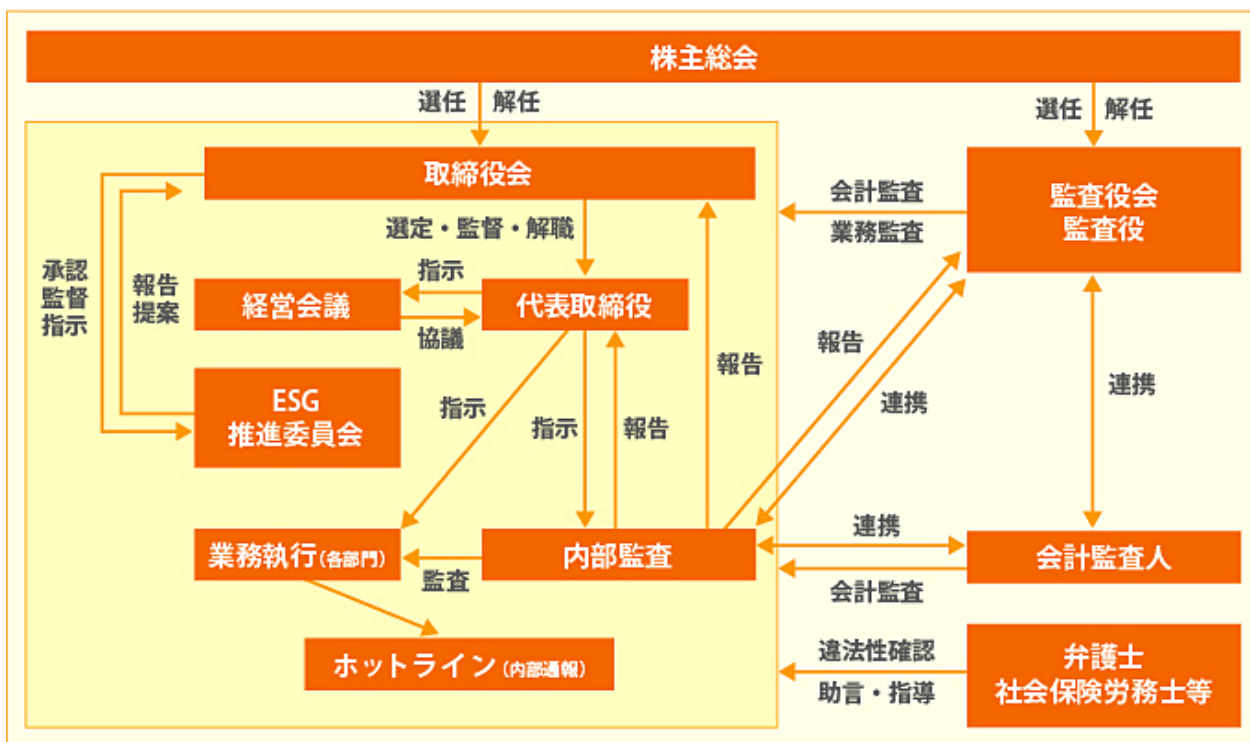 株主総会
選任 解任
選任 解任
取締役会
監査役会
監査役
会計監査
業務監査
選定・監督・解職
承認
監督
指示
報告
提案
指示
経営会議
代表取締役
協議
報告
報告
連携
連携
ESG
推進委員会
指示
指示
報告
業務執行(各部門)
監査
内部監査
連携
会計監査
会計監査人
ホットライン(内部通報)
違法性確認
助言・指導
弁護士
社会保険労務士等